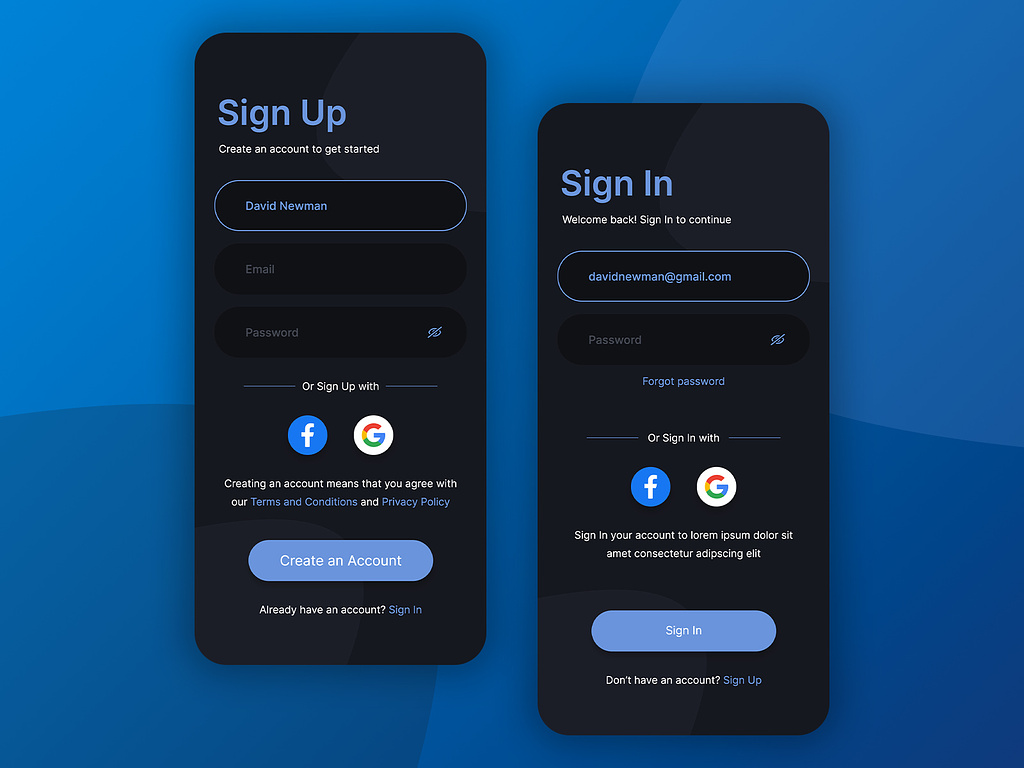 Sign Up
Create an account to get started
David Newman
Email
Password
Or Sign Up with
Creating an account means that you agree with
our Terms and Conditions and Privacy Policy
Create an Account
Already have an account? Sign In
Sign In
Welcome back! Sign In to continue
davidnewman@gmail.com
Password
Forgot password
Or Sign In with
Sign In your account to lorem ipsum dolor sit
amet consectetur adipscing elit
Sign In
Don't have an account? Sign Up